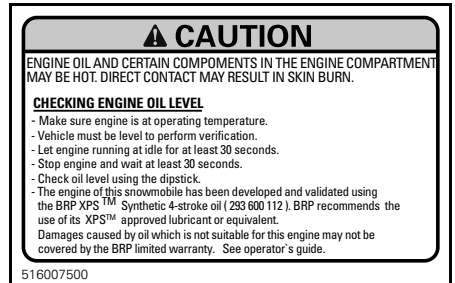 CAUTION
ENGINE OIL AND CERTAIN COMPOMENTS IN THE ENGINE COMPARTMENT
MAY BE HOT. DIRECT CONTACT MAY RESULT IN SKIN BURN.
CHECKING ENGINE OIL LEVEL
- Make sure engine is at operating temperature.
- Vehicle must be level to perform verification.
- Let engine running at idle for at least 30 seconds.
- Stop engine and wait at least 30 seconds.
- Check oil level using the dipstick.
- The engine of this snowmobile has been developed and validated using
the BRP XPS TM Synthetic 4-stroke oil ( 293 600 112 ). BRP recommends the
use of its XPS™ approved lubricant or equivalent.
Damages caused by oil which is not suitable for this engine may not be
covered by the BRP limited warranty. See operator`s guide.
516007500